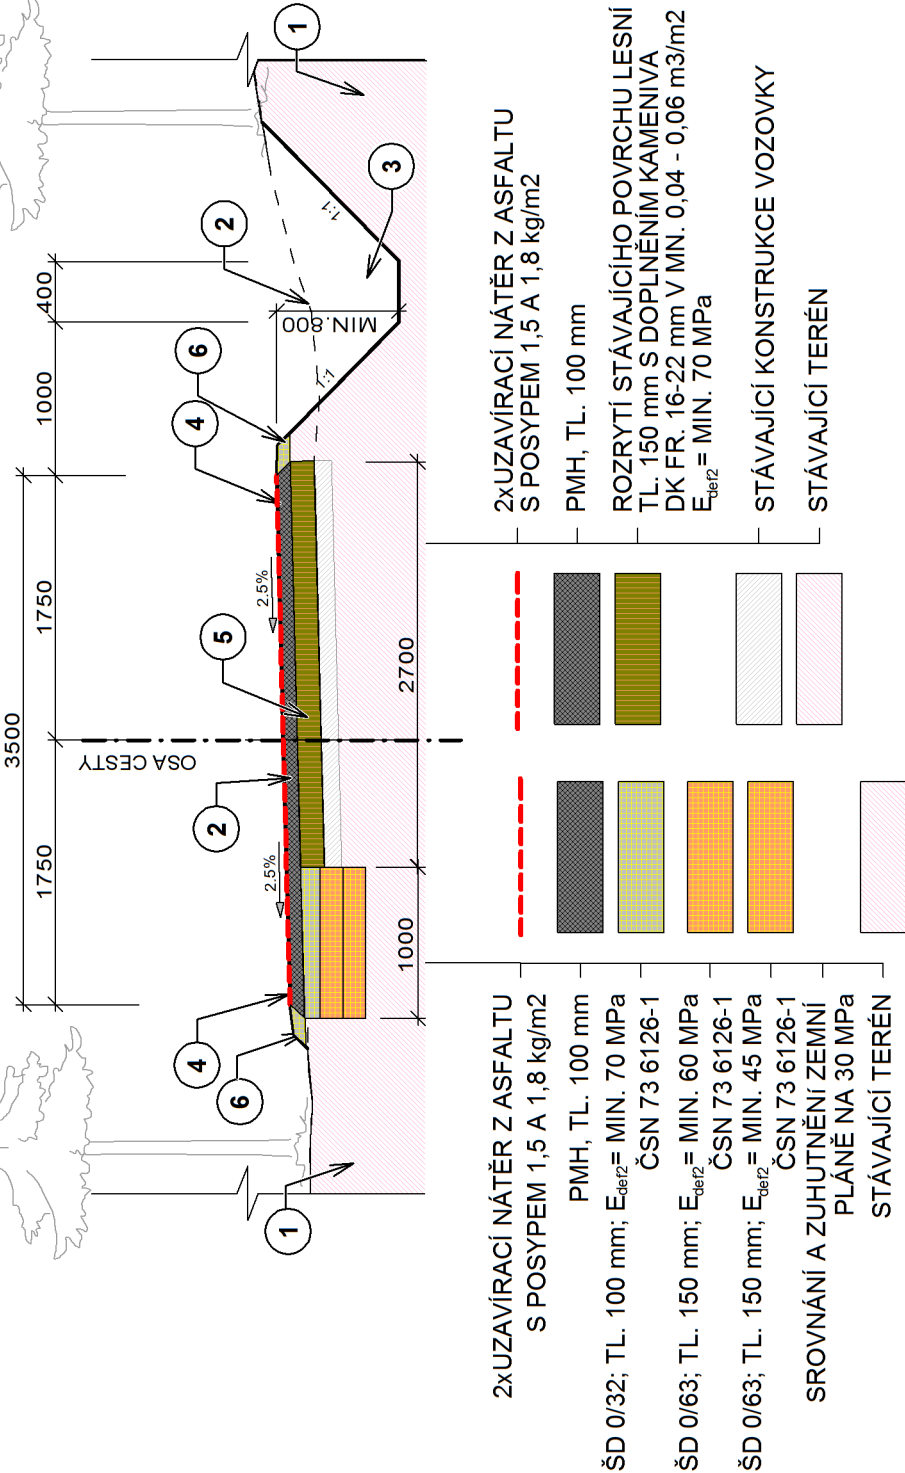 3500
1750
1750
1000
400
OSA CESTY
2.5%
2.5%
1:1
1:1
MIN.800
1
4
6
2
5
4
6
2
3
1
1000
2700
2xUZAVÍRACÍ NÁTĚR Z ASFALTU
S POSYPEM 1,5 A 1,8 kg/m2
PMH, TL. 100 mm
ŠD 0/32; TL. 100 mm; Edef2= MIN. 70 MPa
ČSN 73 6126-1
ŠD 0/63; TL. 150 mm; Edef2= MIN. 60 MPa
ČSN 73 6126-1
ŠD 0/63; TL. 150 mm; Edef2= MIN. 45 MPa
ČSN 73 6126-1
SROVNÁNÍ A ZUHUTNĚNÍ ZEMNÍ
PLÁNĚ NA 30 MPa
STÁVAJÍCÍ TERÉN
2xUZAVÍRACÍ NÁTĚR Z ASFALTU
S POSYPEM 1,5 A 1,8 kg/m2
PMH, TL. 100 mm
ROZRYTÍ STÁVAJÍCÍHO POVRCHU LESNÍ
TL. 150 mm S DOPLNĚNÍM KAMENIVA
DK FR. 16-22 mm V MN. 0,04 - 0,06 m3/m2
Edef2 = MIN. 70 MPa
STÁVAJÍCÍ KONSTRUKCE VOZOVKY
STÁVAJÍCÍ TERÉN